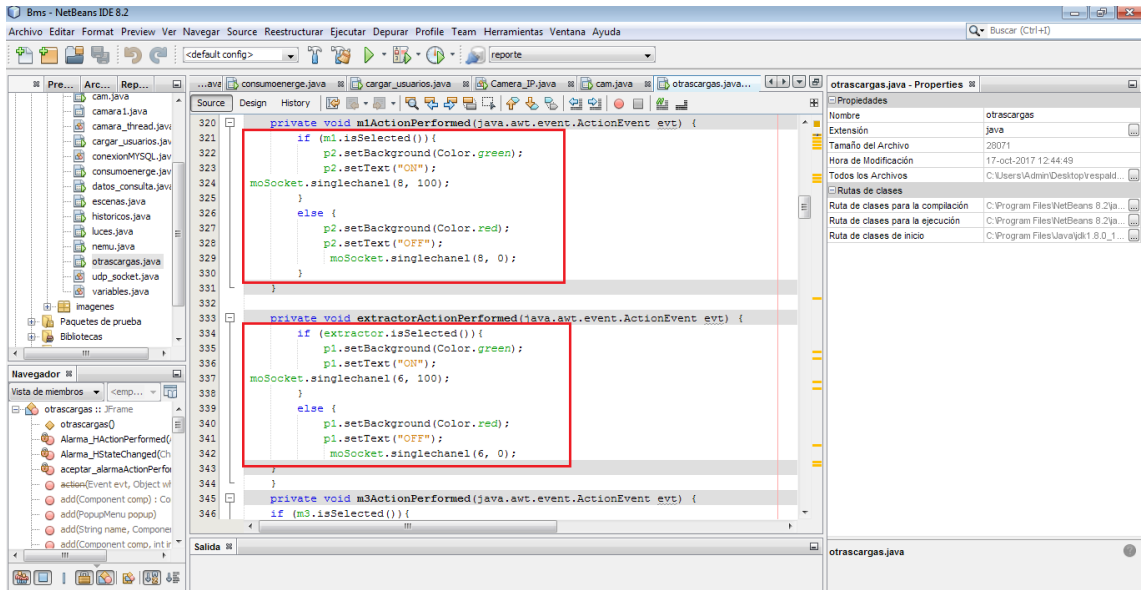 Bms - NetBeans IDE 8.2
Archivo Editar Format Preview Ver Navegar Source Reestructurar Ejecutar Depurar Profile Team Herramientas Ventana Ayuda
Buscar (Ctrl+I)
<default config>
reporte
Pre... Arc... Rep...
cam.java
camara1.java
camara_thread.java
cargar_usuarios.jav
conexionMYSQL.jav
consumoenerge.jav
datos_consulta.java
escenas.java
historicos.java
luces.java
nemu.java
otrascargas.java
udp_socket.java
variables.java
imagenes
Paquetes de prueba
Bibliotecas
Navegador
Vista de miembros
<emp...
otrascargas :: JFrame
otrascargas()
Alarma_HActionPerformed(
Alarma_HStateChanged(Ch
aceptar_alarmaActionPerfor
action(Event evt, Object wh
add(Component comp) : Co
add(PopupMenu popup)
add(String name, Componen
add(Component comp, int ir
...ava consumoenerge.java cargar_usuarios.java Camera_IP.java cam.java otrascargas.java...
Source Design History
320 private void m1ActionPerformed(java.awt.event.ActionEvent evt) {
321 if (m1.isSelected()){
322 p2.setBackground(Color.green);
323 p2.setText("ON");
324 moSocket.singlechanel(8, 100);
325 }
326 else {
327 p2.setBackground(Color.red);
328 p2.setText("OFF");
329 moSocket.singlechanel(8, 0);
330 }
331 }
332
333 private void extractorActionPerformed(java.awt.event.ActionEvent evt) {
334 if (extractor.isSelected()){
335 p1.setBackground(Color.green);
336 p1.setText("ON");
337 moSocket.singlechanel(6, 100);
338 }
339 else {
340 p1.setBackground(Color.red);
341 p1.setText("OFF");
342 moSocket.singlechanel(6, 0);
343 }
344 }
345 private void m3ActionPerformed(java.awt.event.ActionEvent evt) {
346 if (m3.isSelected()){
Salida
otrascargas.java - Properties
Propiedades
Nombre otrascargas
Extensión java
Tamaño del Archivo 28071
Hora de Modificación 17-oct-2017 12:44:49
Todos los Archivos C:\Users\Admin\Desktop\respald...
Rutas de clases
Ruta de clases para la compilación C:\Program Files\NetBeans 8.2\ja...
Ruta de clases para la ejecución C:\Program Files\NetBeans 8.2\ja...
Ruta de clases de inicio C:\Program Files\Java\jdk1.8.0_1...
otrascargas.java